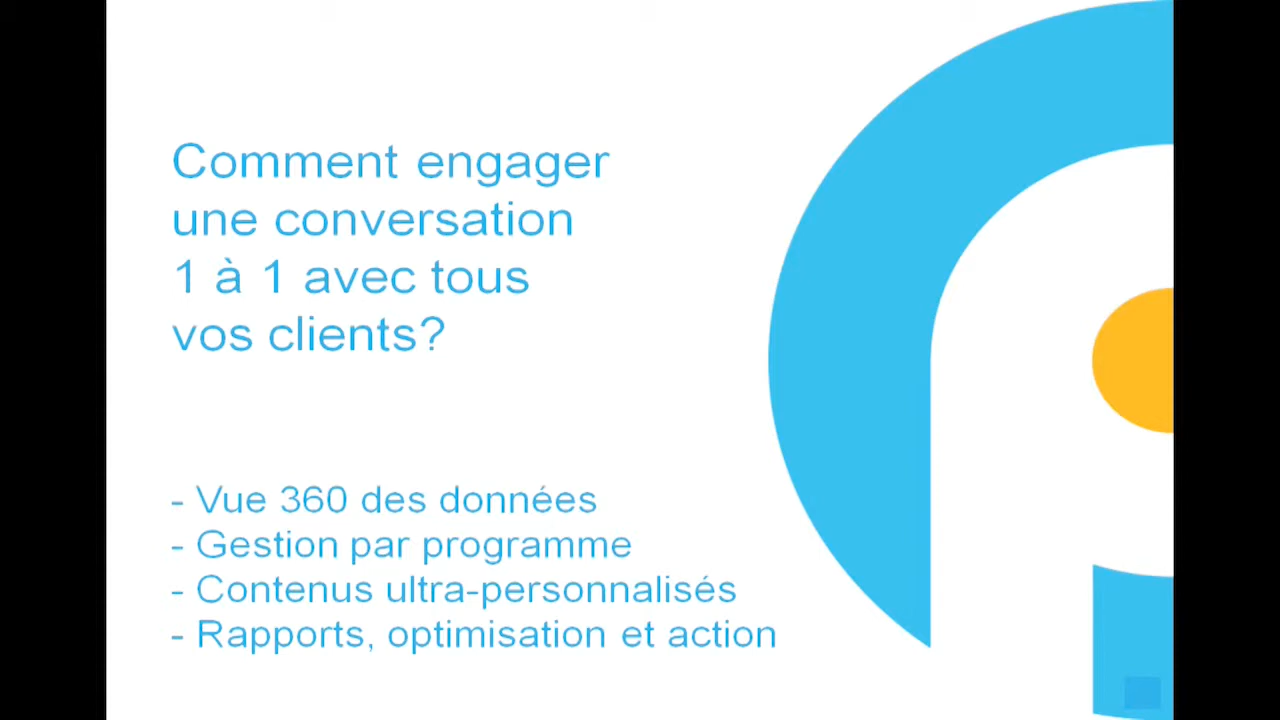 Comment engager
une conversation
1 à 1 avec tous
vos clients?
- Vue 360 des données
- Gestion par programme
- Contenus ultra-personnalisés
- Rapports, optimisation et action